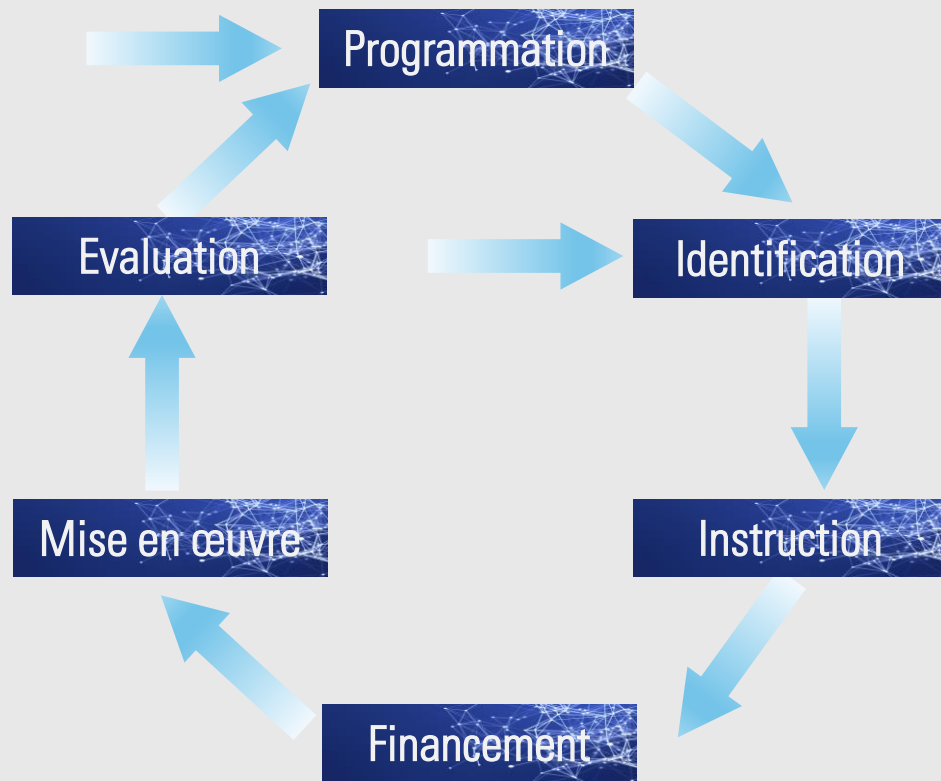 Programmation
Evaluation
Identification
Mise en œuvre
Instruction
Financement